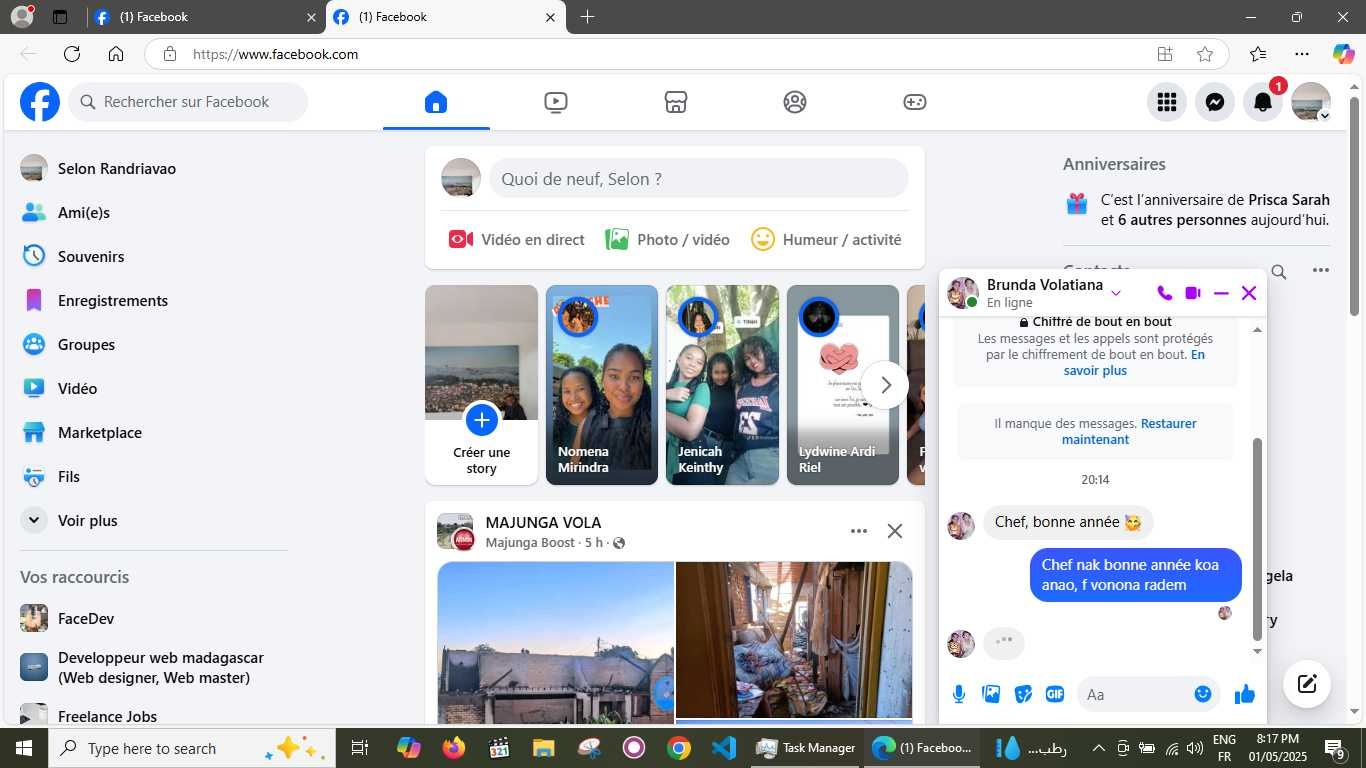 (1) Facebook
(1) Facebook
https://www.facebook.com
Rechercher sur Facebook
1
Selon Randriavao
Ami(e)s
Souvenirs
Enregistrements
Groupes
Vidéo
Marketplace
Fils
Voir plus
Vos raccourcis
FaceDev
Developpeur web madagascar
(Web designer, Web master)
Freelance Jobs
Quoi de neuf, Selon ?
Vidéo en direct
Photo / vidéo
Humeur / activité
Créer une
story
Nomena
Mirindra
Jenicah
Keinthy
Lydwine Ardi
Riel
MAJUNGA VOLA
Majunga Boost · 5 h ·
Anniversaires
C'est l'anniversaire de Prisca Sarah
et 6 autres personnes aujourd'hui.
Brunda Volatiana
En ligne
Chiffré de bout en bout
Les messages et les appels sont protégés
par le chiffrement de bout en bout. En
savoir plus
Il manque des messages. Restaurer
maintenant
20:14
Chef, bonne année
Chef nak bonne année koa
anao, f vonona radem
Aa
GIF
gela
ry
Type here to search
321
Task Manager
(1) Faceboo...
رطب...
ENG
FR
8:17 PM
01/05/2025
9